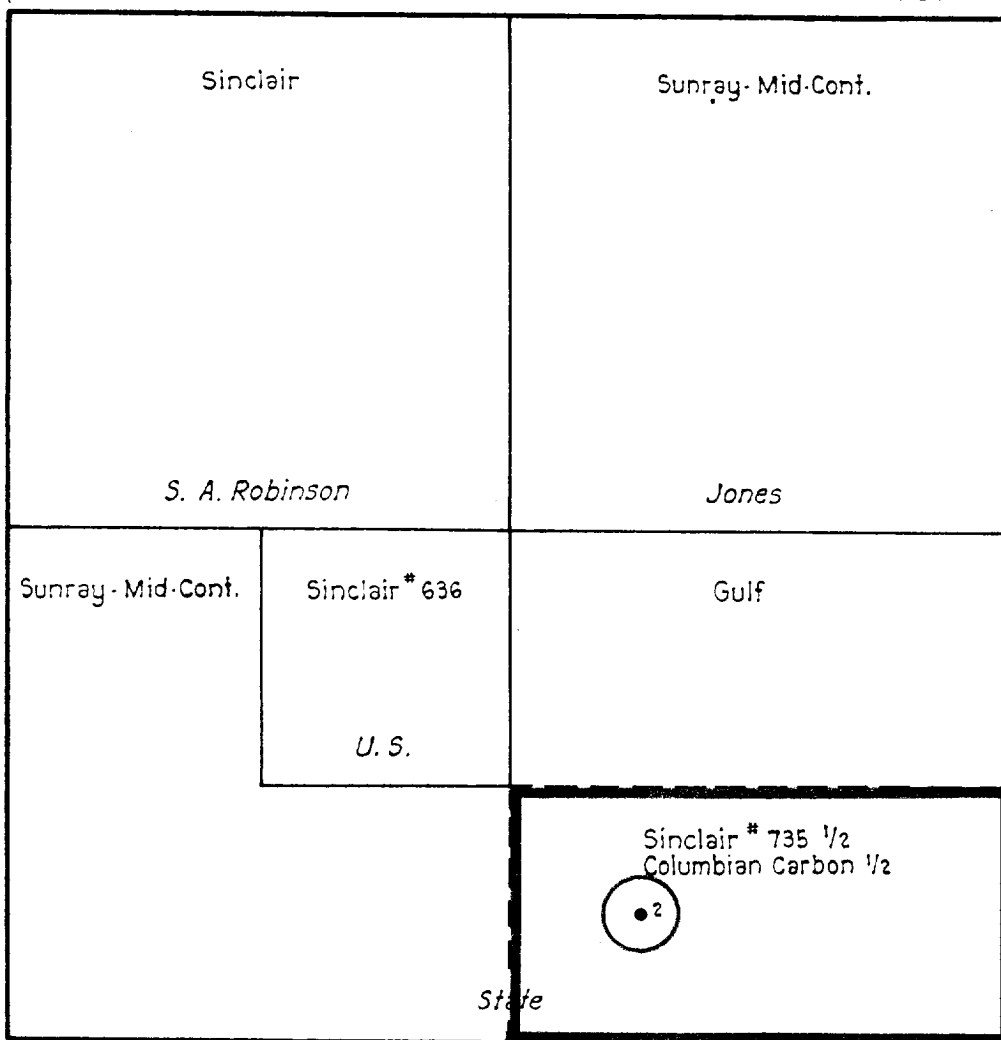 Sinclair
Sunray-Mid-Cont.
S. A. Robinson
Jones
Sunray-Mid-Cont.
Sinclair # 636
Gulf
U. S.
Sinclair # 735 1/2
Columbian Carbon 1/2
2
State